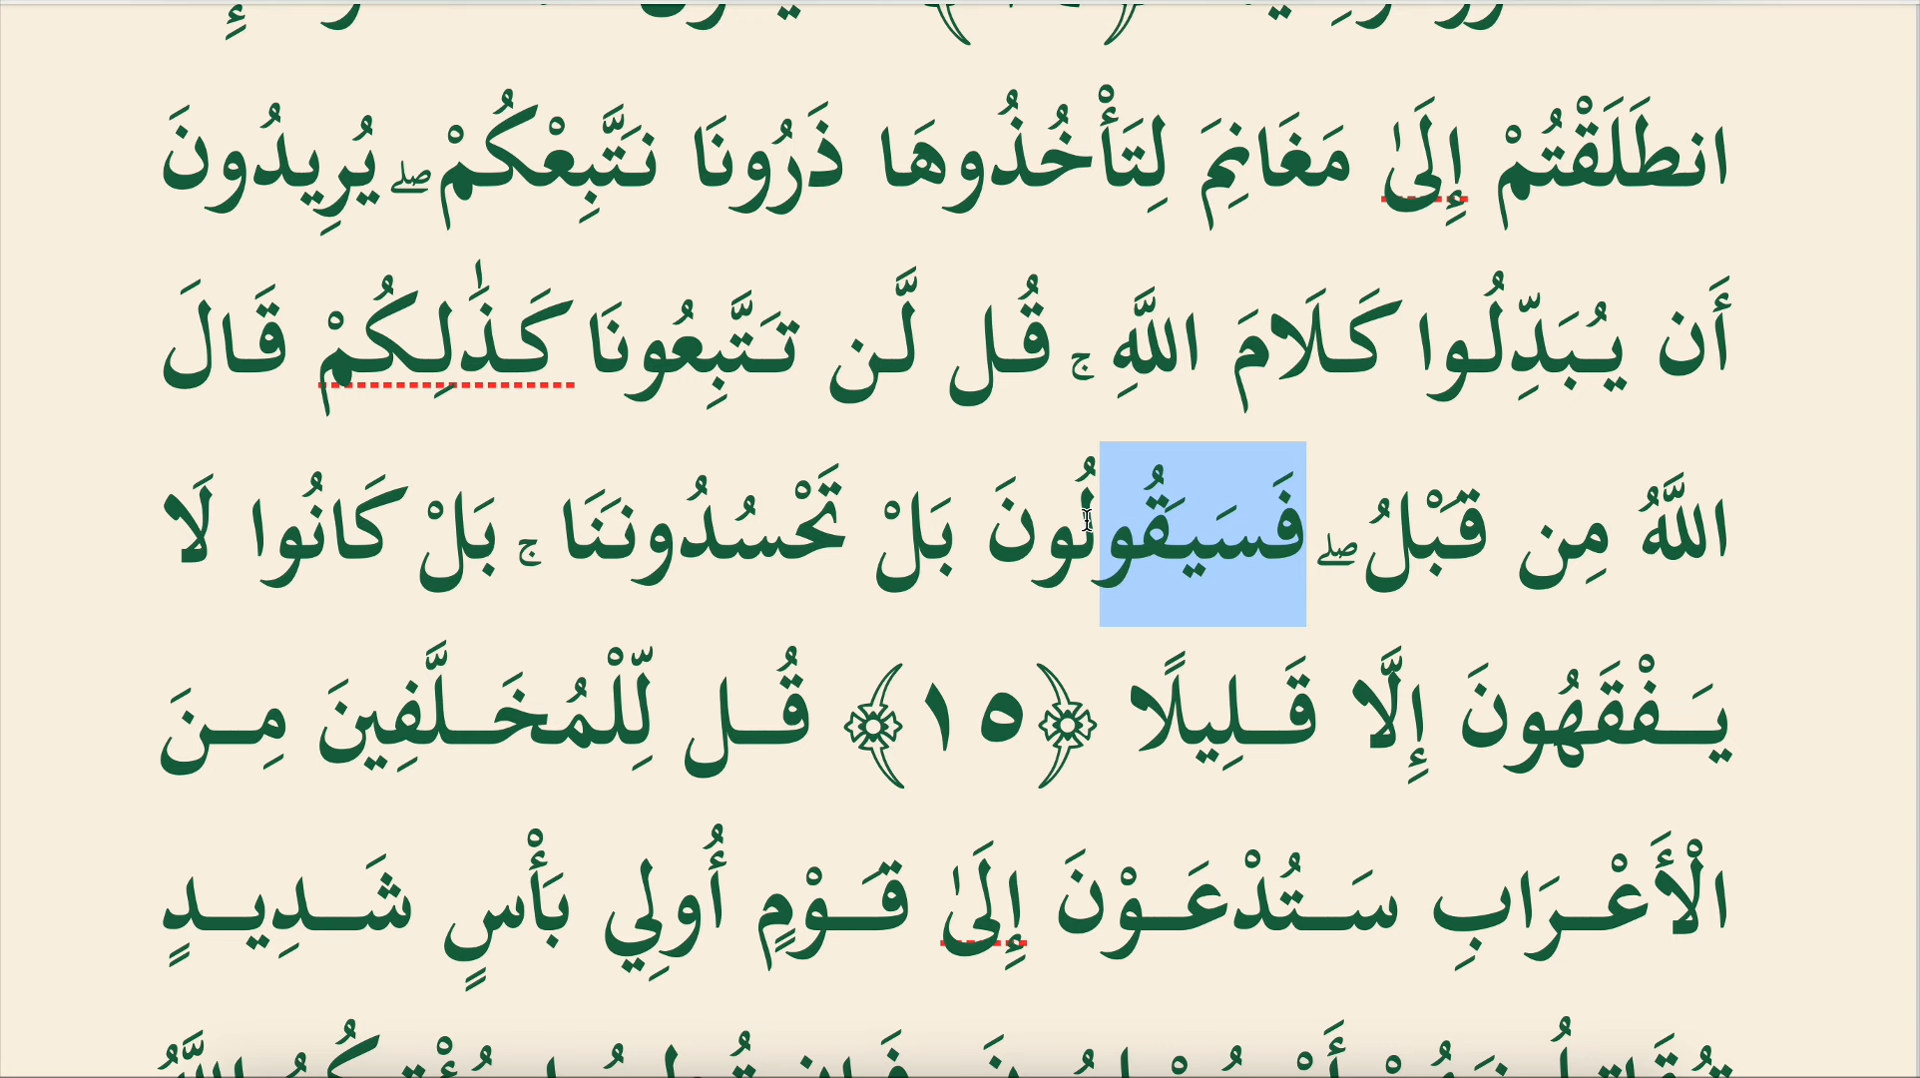 انطَلَقْتُمْ إِلَىٰ مَغَانِمَ لِتَأْخُذُوهَا ذَرُونَا نَتَّبِعْكُمْ ۖ يُرِيدُونَ
أَن يُبَدِّلُوا كَلَامَ اللَّهِ ۚ قُل لَّن تَتَّبِعُونَا كَذَٰلِكُمْ قَالَ
اللَّهُ مِن قَبْلُ ۖ فَسَيَقُولُونَ بَلْ تَحْسُدُونَنَا ۚ بَلْ كَانُوا لَا
يَفْقَهُونَ إِلَّا قَلِيلًا ﴿١٥﴾ قُل لِّلْمُخَلَّفِينَ مِنَ
الْأَعْرَابِ سَتُدْعَوْنَ إِلَىٰ قَوْمٍ أُولِي بَأْسٍ شَدِيدٍ